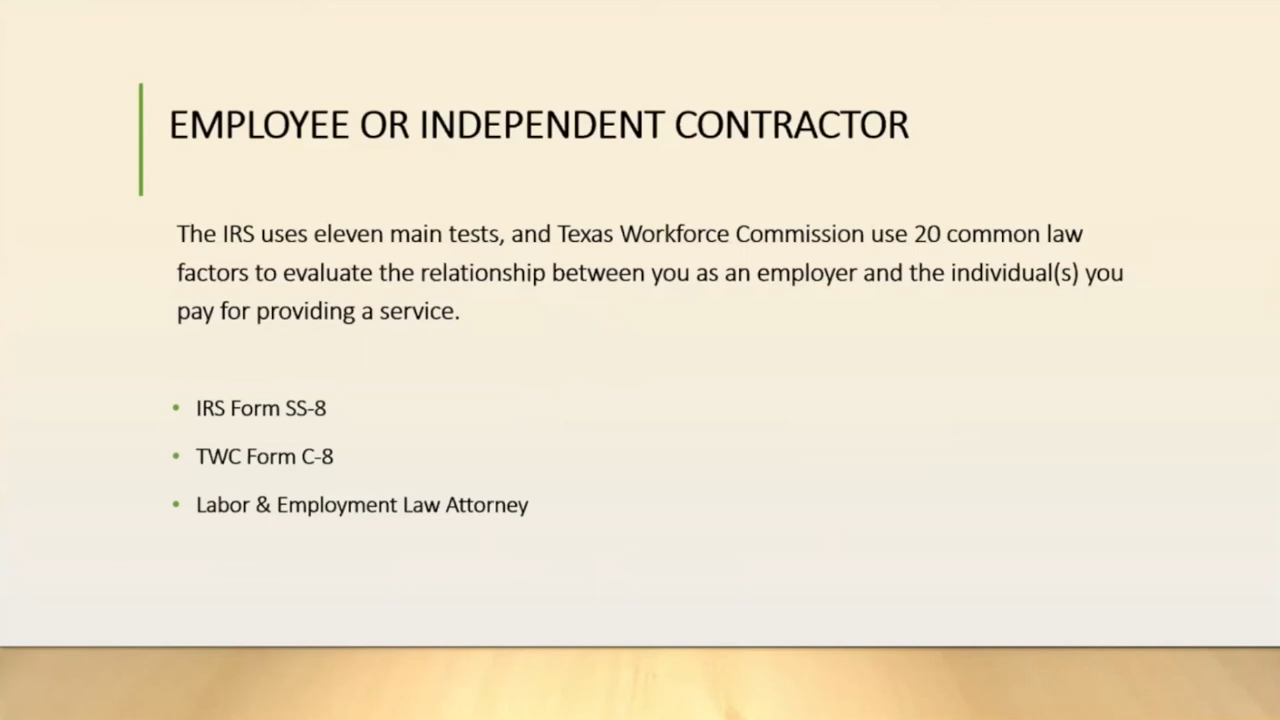 EMPLOYEE OR INDEPENDENT CONTRACTOR
The IRS uses eleven main tests, and Texas Workforce Commission use 20 common law
factors to evaluate the relationship between you as an employer and the individual(s) you
pay for providing a service.
• IRS Form SS-8
• TWC Form C-8
• Labor & Employment Law Attorney